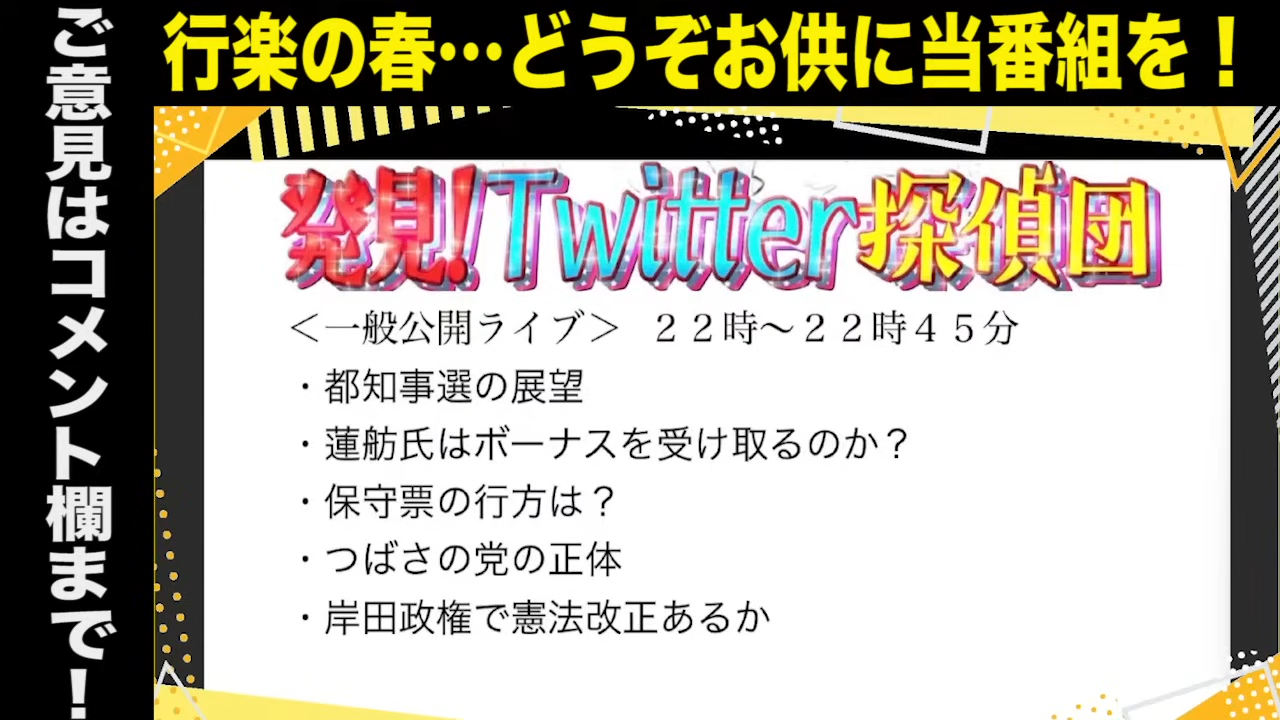 行楽の春…どうぞお供に当番組を！
ご意見はコメント欄まで！
発見!Twitter探偵団
＜一般公開ライブ＞　２２時～２２時４５分
・都知事選の展望
・蓮舫氏はボーナスを受け取るのか？
・保守票の行方は？
・つばさの党の正体
・岸田政権で憲法改正あるか